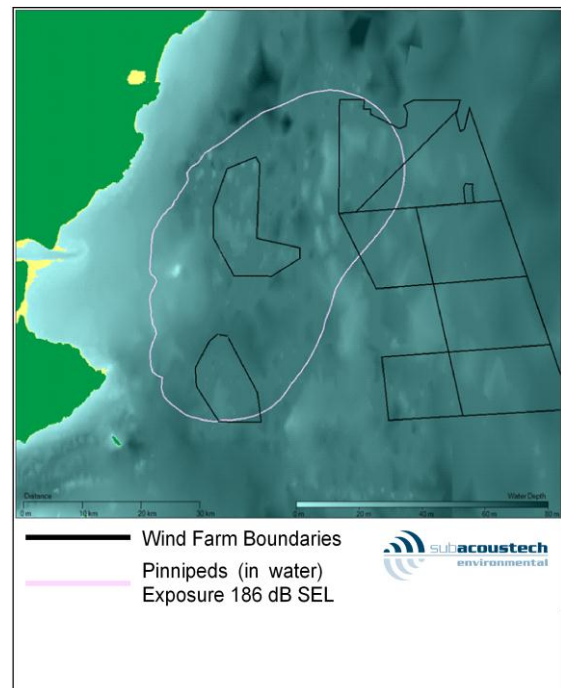 Distance
Water Depth
0 m
10 km
20 km
30 km
0 m
20 m
40 m
60 m
80 m
Wind Farm Boundaries
subacoustech
environmental
Pinnipeds (in water)
Exposure 186 dB SEL